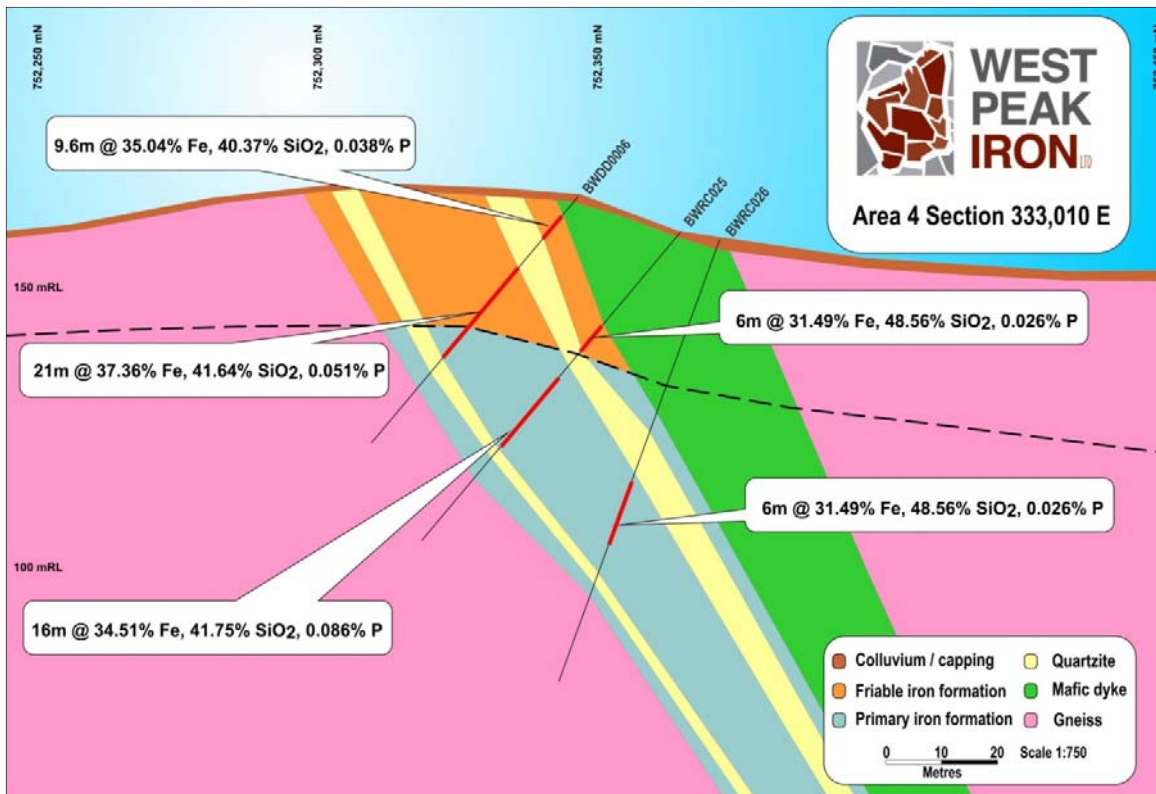 752,250 mN
752,300 mN
752,350 mN
WEST
PEAK
IRON LTD
Area 4 Section 333,010 E
9.6m @ 35.04% Fe, 40.37% SiO2, 0.038% P
BWDD0006
BWRC025
BWRC026
150 mRL
6m @ 31.49% Fe, 48.56% SiO2, 0.026% P
21m @ 37.36% Fe, 41.64% SiO2, 0.051% P
6m @ 31.49% Fe, 48.56% SiO2, 0.026% P
100 mRL
16m @ 34.51% Fe, 41.75% SiO2, 0.086% P
Colluvium / capping
Quartzite
Friable iron formation
Mafic dyke
Primary iron formation
Gneiss
0 10 20 Scale 1:750
Metres